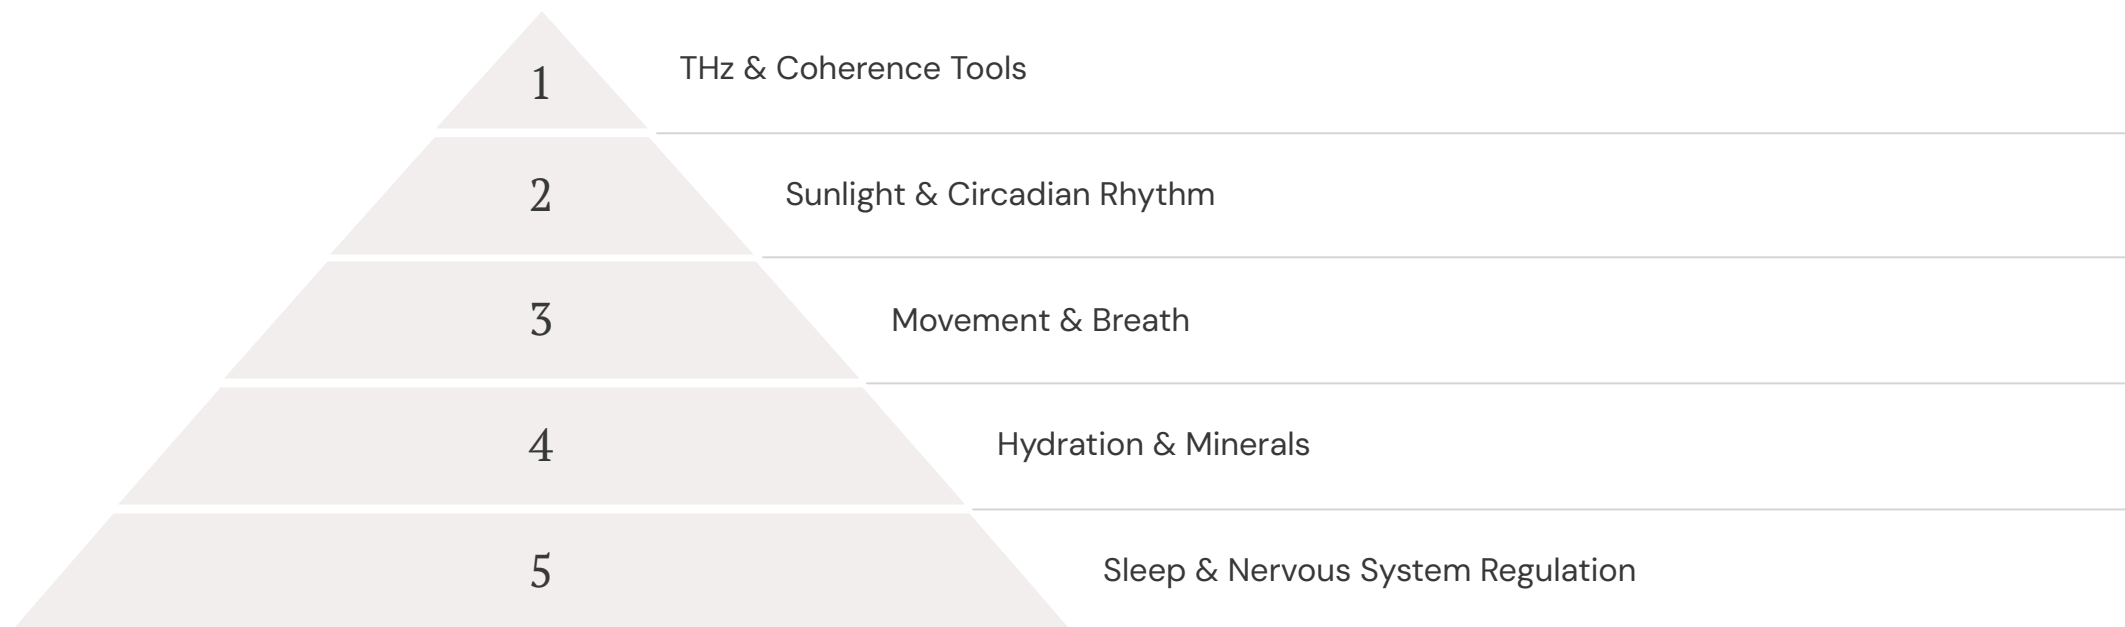 1
THz & Coherence Tools
2
Sunlight & Circadian Rhythm
3
Movement & Breath
4
Hydration & Minerals
5
Sleep & Nervous System Regulation